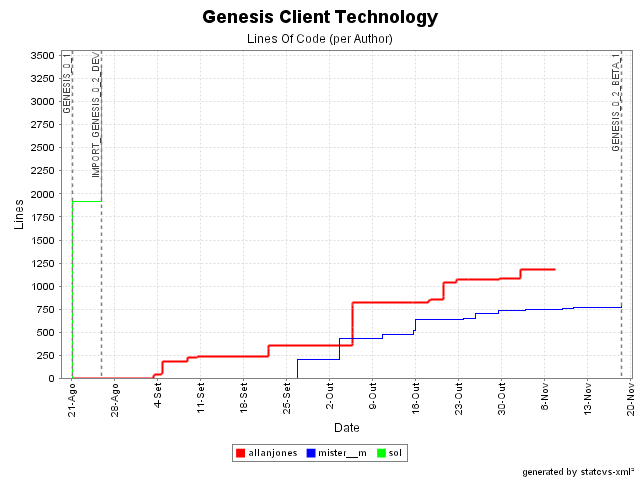 Genesis Client Technology
Lines Of Code (per Author)
3500
3250
3000
2750
2500
2250
2000
1750
1500
1250
1000
750
500
250
0
Lines
GENESIS_0_1
IMPORT_GENESIS_0_2_DEV
GENESIS_0_2_BETA_1
21-Ago
28-Ago
4-Set
11-Set
18-Set
25-Set
2-Out
9-Out
16-Out
23-Out
30-Out
6-Nov
13-Nov
20-Nov
Date
allanjones mister__m sol
generated by statcvs-xml²